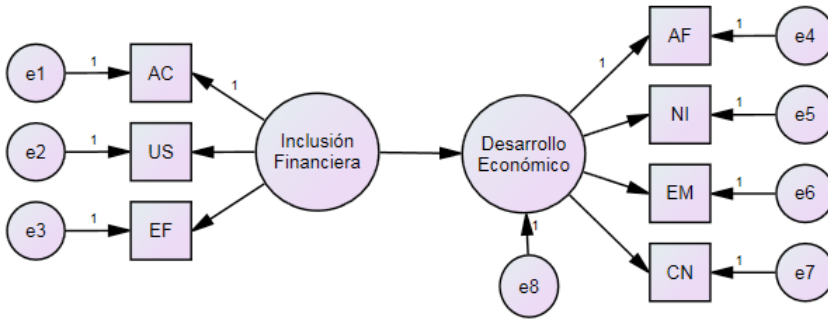 e1
1
AC
1
e2
1
US
e3
1
EF
Inclusión
Financiera
Desarrollo
Económico
1
e8
1
AF
1
e4
NI
1
e5
EM
1
e6
CN
1
e7